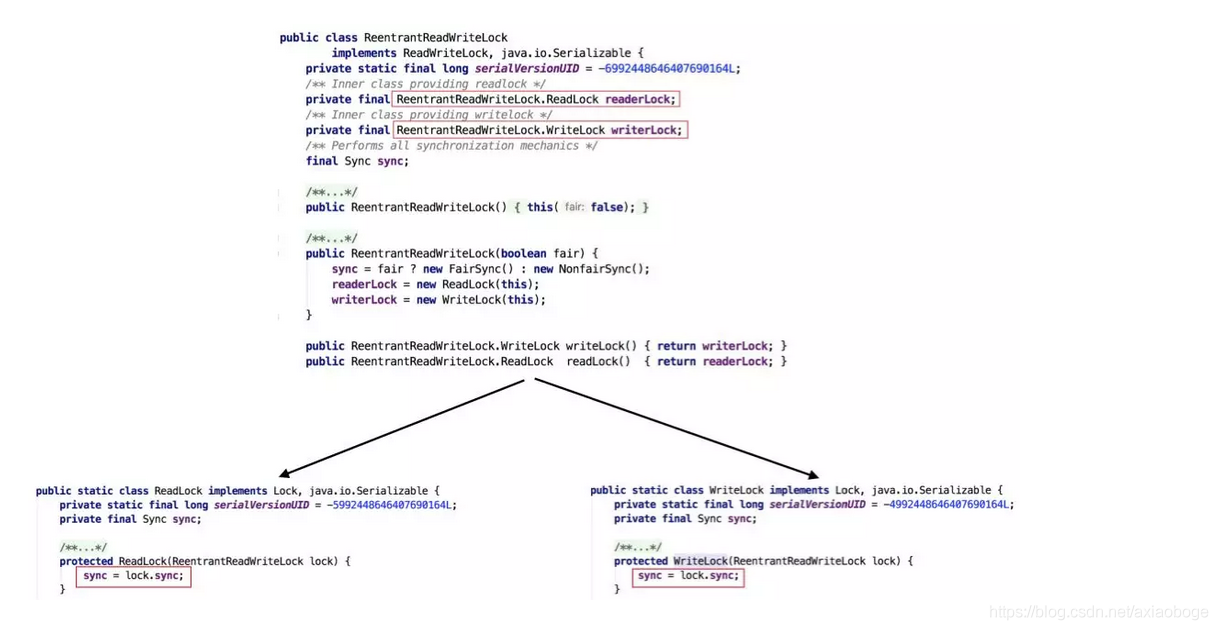 public class ReentrantReadWriteLock
implements ReadWriteLock, java.io.Serializable {
private static final long serialVersionUID = -6992448646407690164L;
/** Inner class providing readlock */
private final ReentrantReadWriteLock.ReadLock readerLock;
/** Inner class providing writelock */
private final ReentrantReadWriteLock.WriteLock writerLock;
/** Performs all synchronization mechanics */
final Sync sync;
/**...*/
public ReentrantReadWriteLock() { this( fair: false); }
/**...*/
public ReentrantReadWriteLock(boolean fair) {
sync = fair ? new FairSync() : new NonfairSync();
readerLock = new ReadLock(this);
writerLock = new WriteLock(this);
}
public ReentrantReadWriteLock.WriteLock writeLock() { return writerLock; }
public ReentrantReadWriteLock.ReadLock readLock() { return readerLock; }
public static class ReadLock implements Lock, java.io.Serializable {
private static final long serialVersionUID = -5992448646407690164L;
private final Sync sync;
/**...*/
protected ReadLock(ReentrantReadWriteLock lock) {
sync = lock.sync;
}
public static class WriteLock implements Lock, java.io.Serializable {
private static final long serialVersionUID = -4992448646407690164L;
private final Sync sync;
/**...*/
protected WriteLock(ReentrantReadWriteLock lock) {
sync = lock.sync;
}
https://blog.csdn.net/axiaoboge